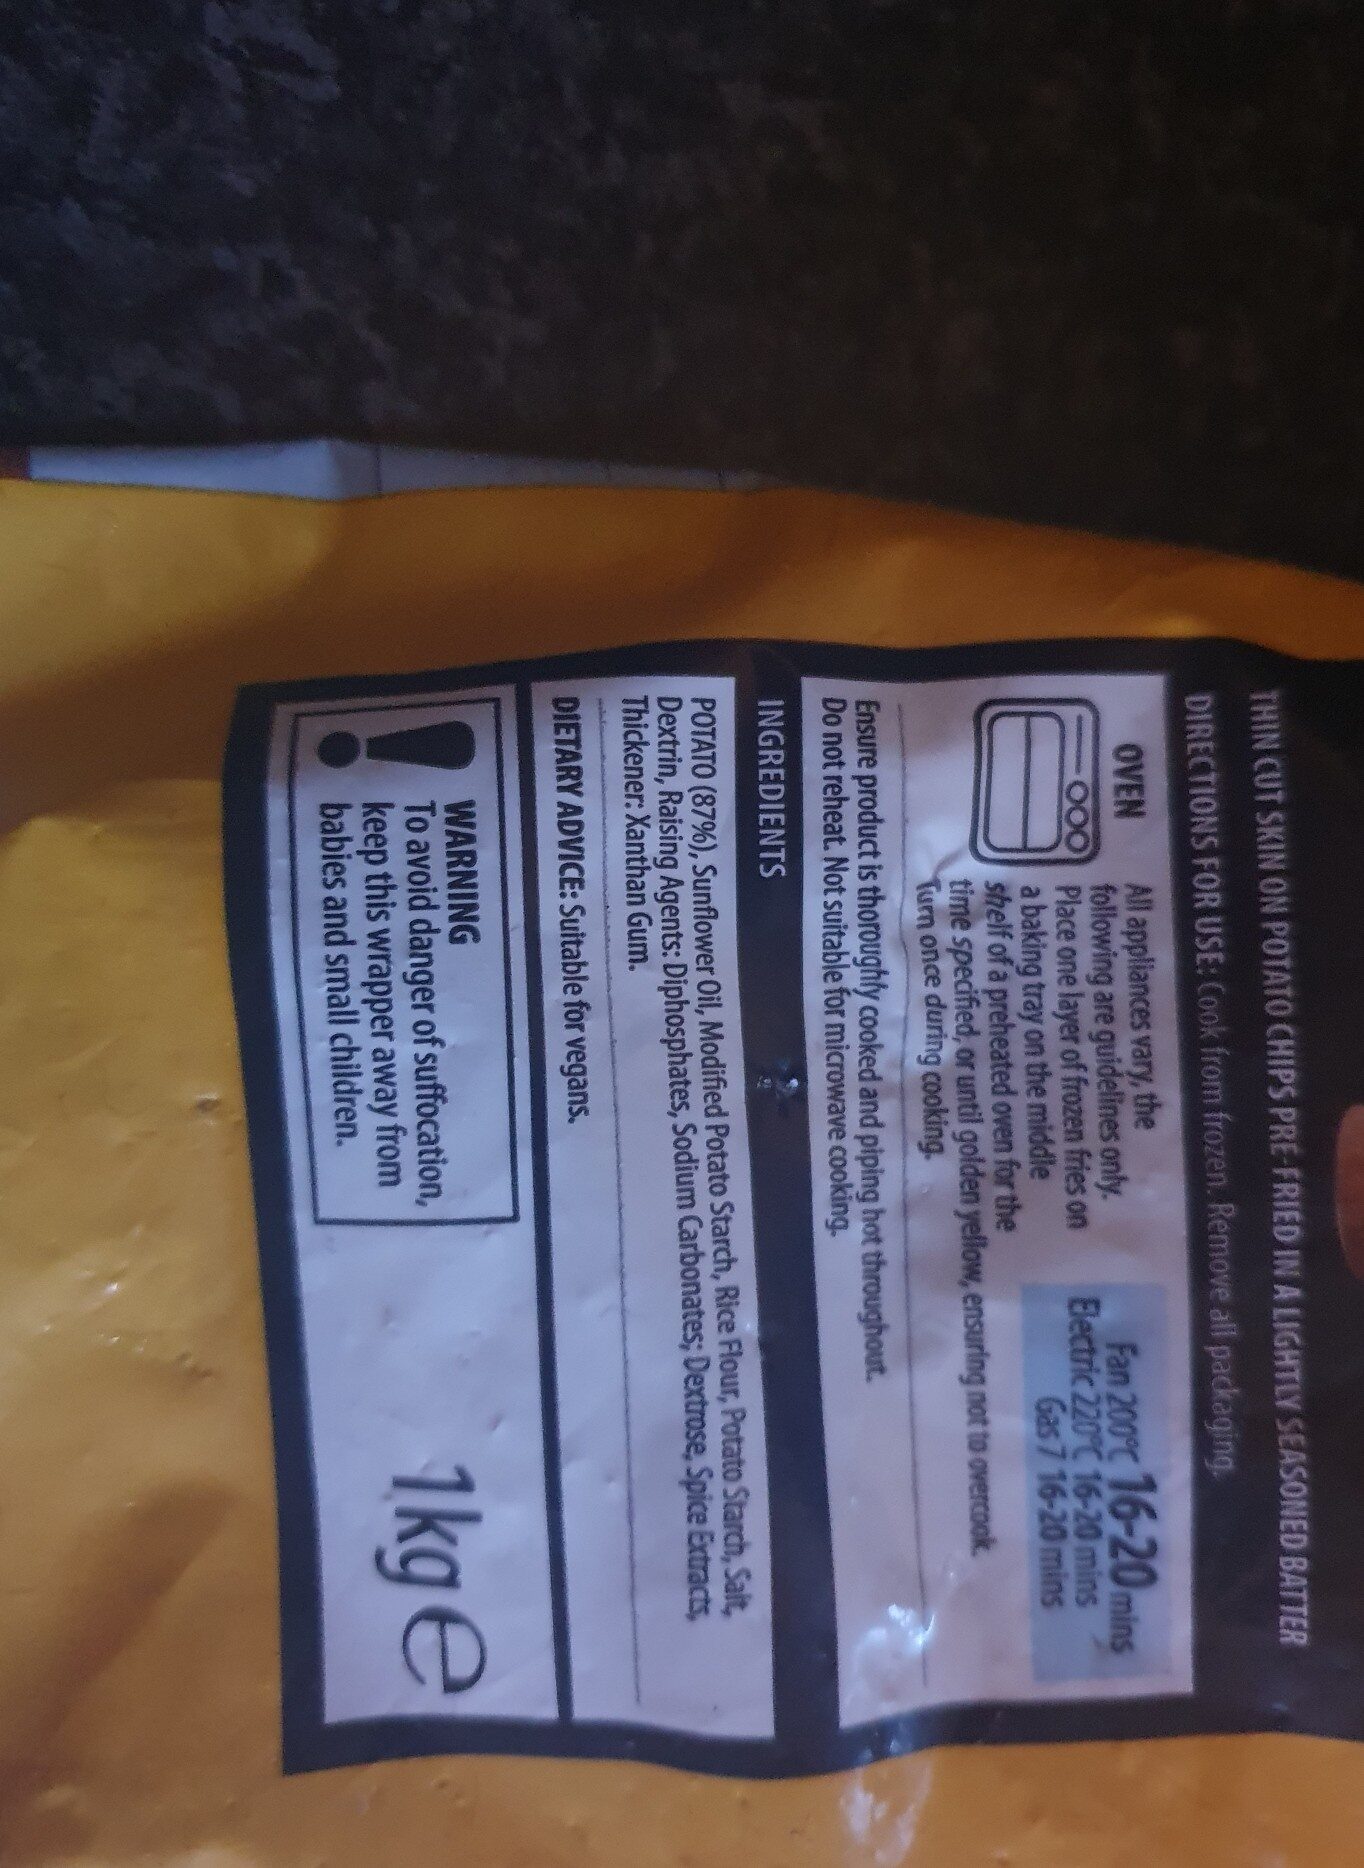 THIN CUT SKIN ON POTATO CHIPS PRE-FRIED IN A LIGHTLY SEASONED BATTER
DIRECTIONS FOR USE: Cook from frozen. Remove all packaging.
OVEN
All appliances vary, the
following are guidelines only.
Place one layer of frozen fries on
a baking tray on the middle
shelf of a preheated oven for the
time specified, or until golden yellow, ensuring not to overcook.
Turn once during cooking.
Fan 200°C 16-20 mins
Electric 220°C 16-20 mins
Gas 7 16-20 mins
Ensure product is thoroughly cooked and piping hot throughout.
Do not reheat. Not suitable for microwave cooking.
INGREDIENTS
POTATO (87%), Sunflower Oil, Modified Potato Starch, Rice Flour, Potato Starch, Salt,
Dextrin, Raising Agents: Diphosphates, Sodium Carbonates; Dextrose, Spice Extracts,
Thickener: Xanthan Gum.
DIETARY ADVICE: Suitable for vegans.
WARNING
To avoid danger of suffocation,
keep this wrapper away from
babies and small children.
1kg e